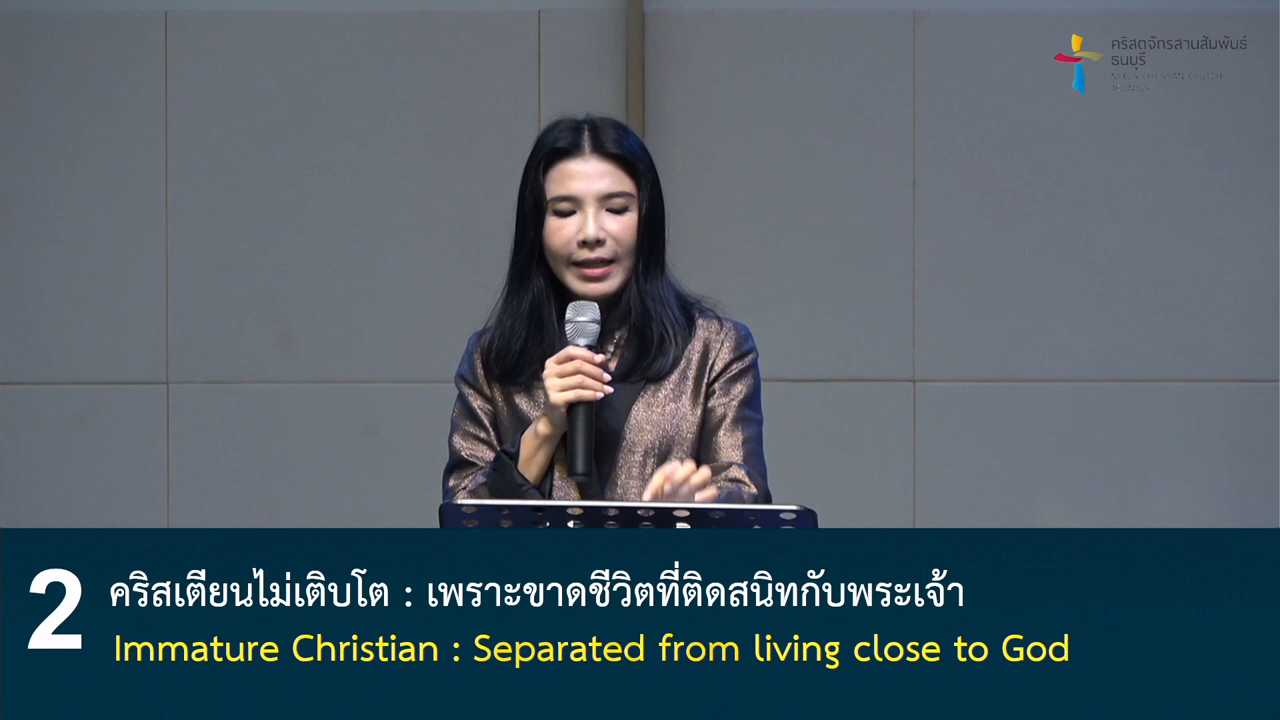 คริสตจักรสานสัมพันธ์
ธนบุรี
2
คริสเตียนไม่เติบโต : เพราะขาดชีวิตที่ติดสนิทกับพระเจ้า
Immature Christian : Separated from living close to God